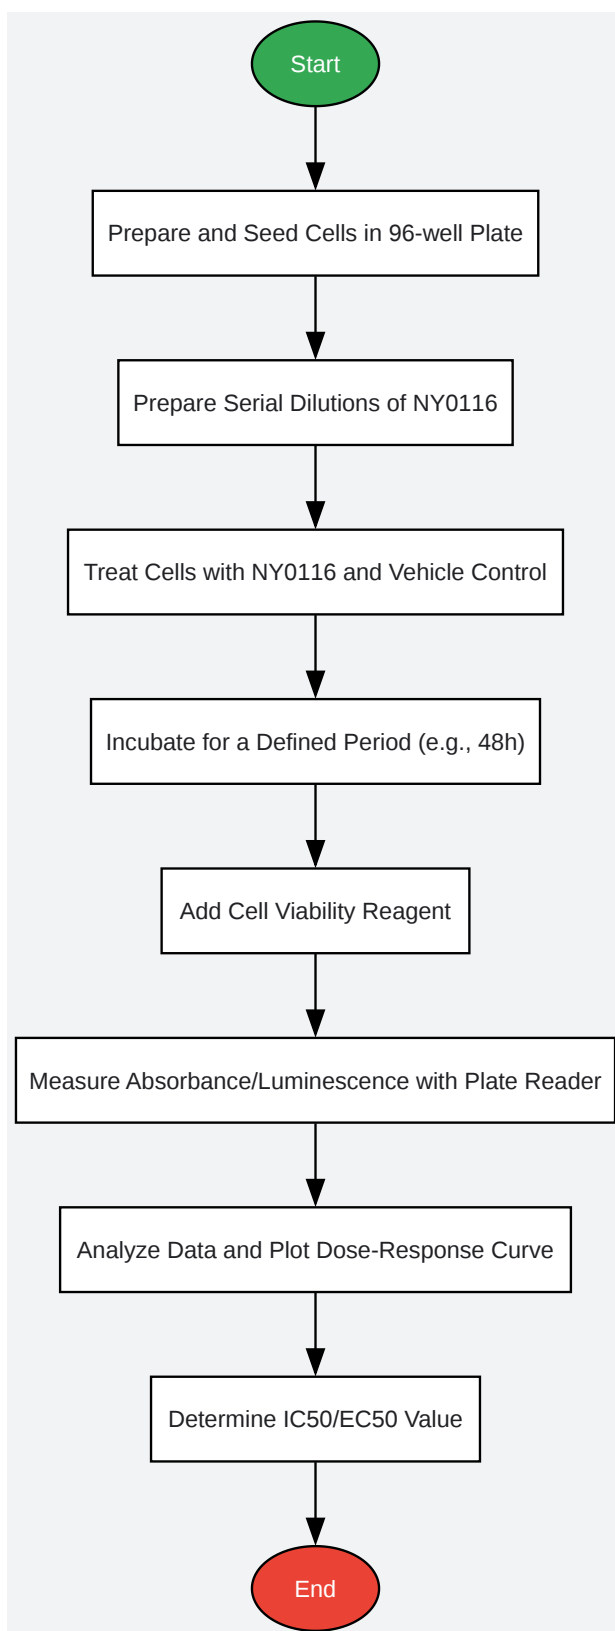 Start
Prepare and Seed Cells in 96-well Plate
Prepare Serial Dilutions of NY0116
Treat Cells with NY0116 and Vehicle Control
Incubate for a Defined Period (e.g., 48h)
Add Cell Viability Reagent
Measure Absorbance/Luminescence with Plate Reader
Analyze Data and Plot Dose-Response Curve
Determine IC50/EC50 Value
End